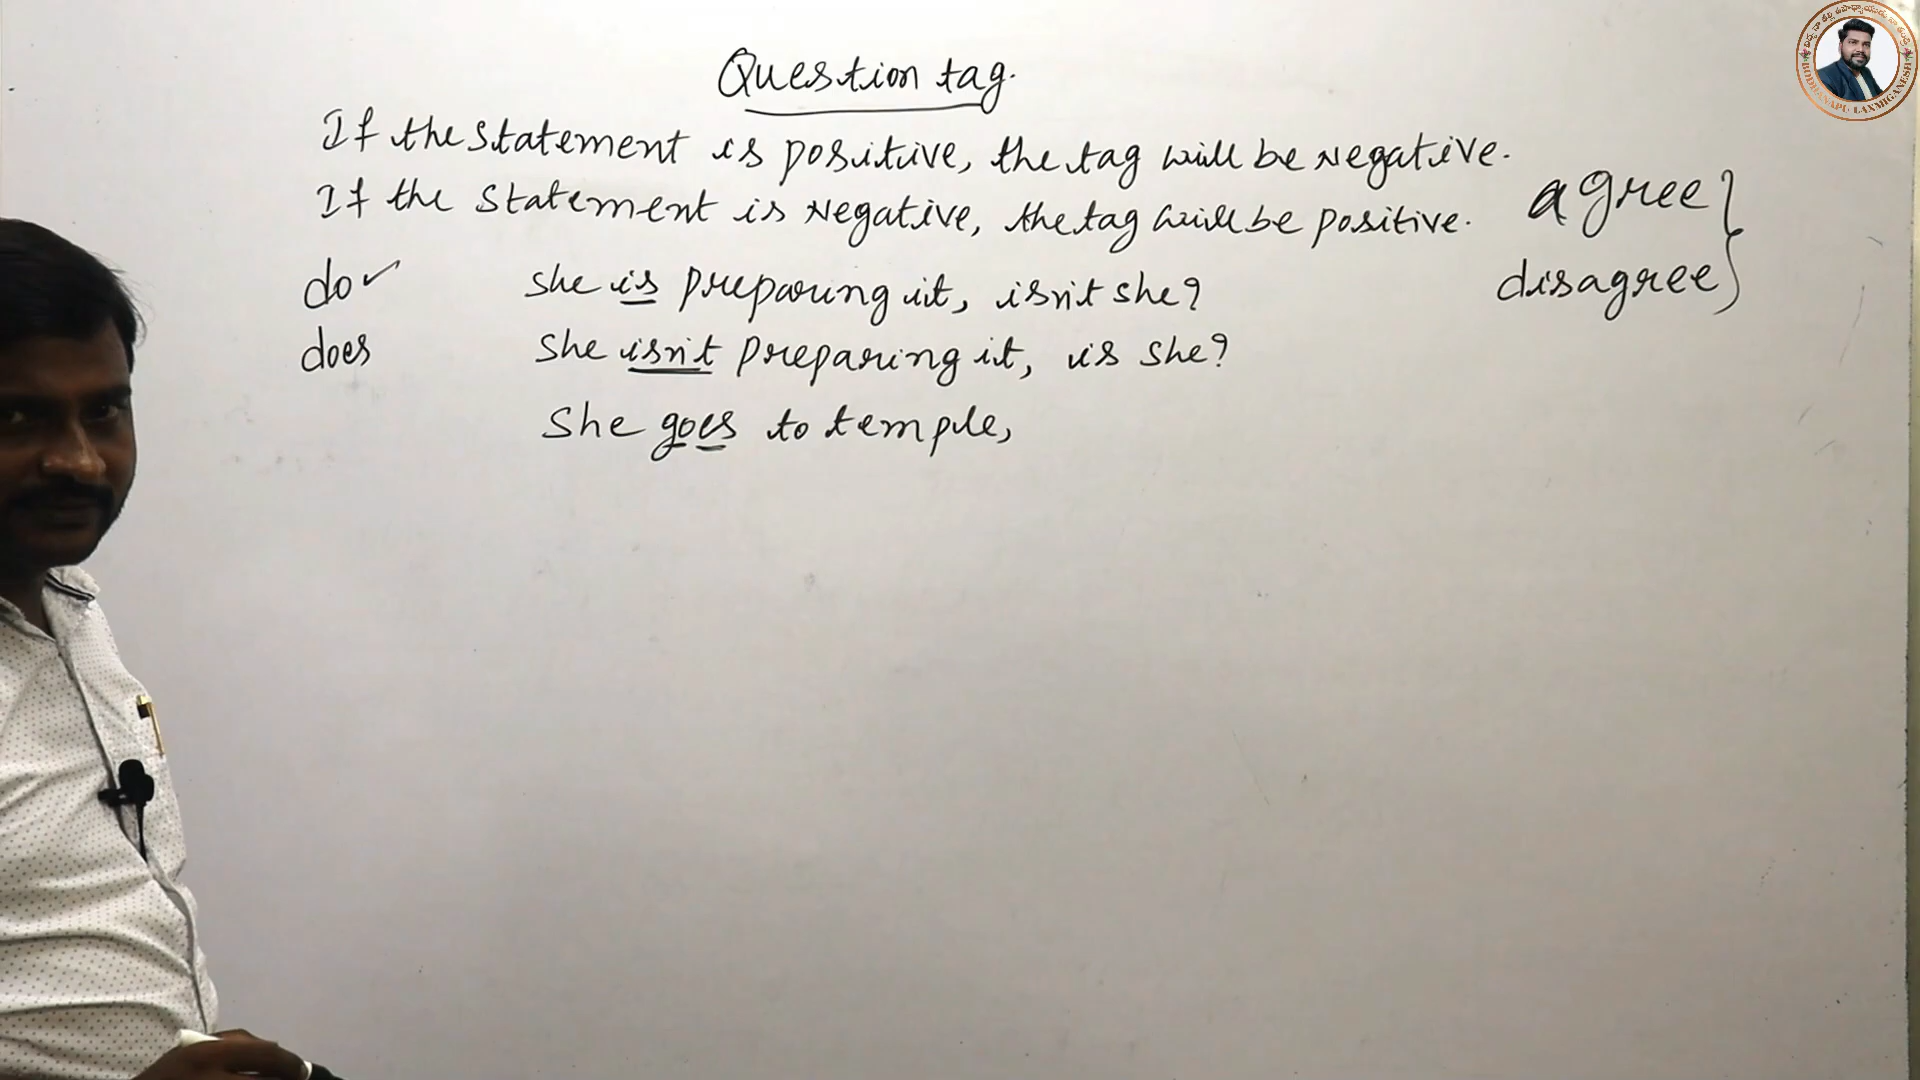 Question tag.
If the statement is positive, the tag will be Negative.
If the statement is Negative, the tag will be positive.
agree
disagree
do ✓
does
she is preparing it, isn't she?
she isn't preparing it, is she?
she goes to temple,
BODHANAPU LAXMIGANESH